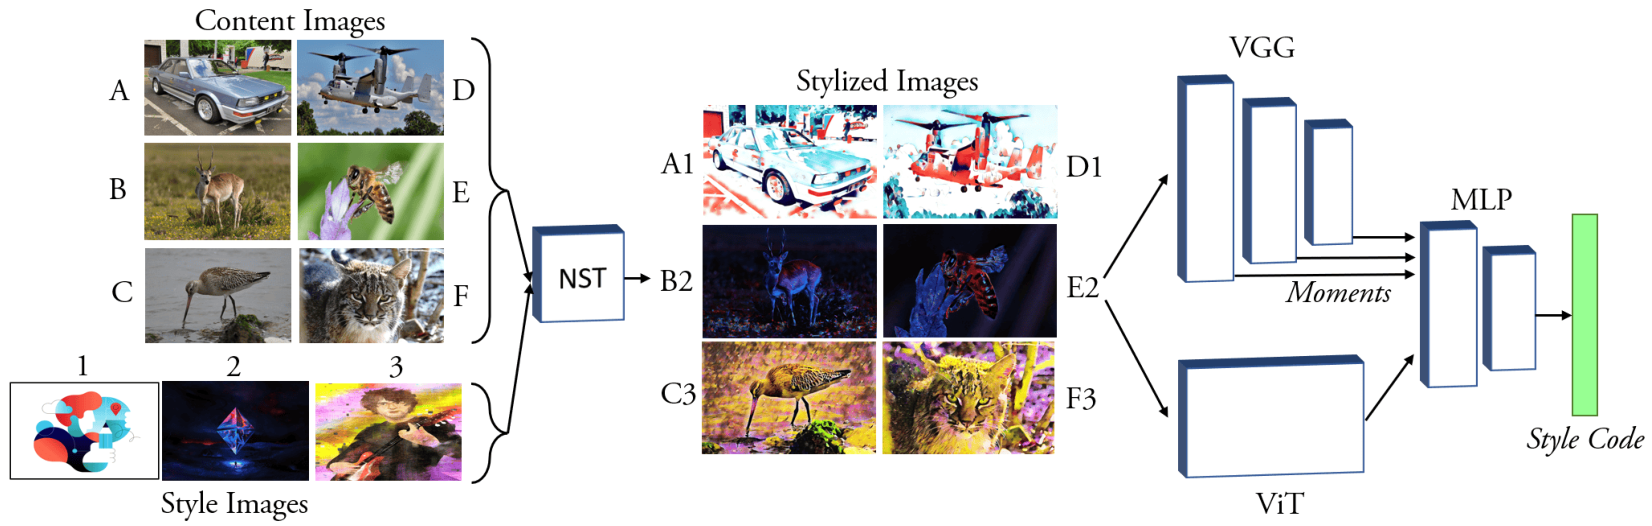 Content Images
A
D
B
E
C
F
1
2
3
Style Images
NST
Stylized Images
A1
D1
B2
E2
C3
F3
VGG
Moments
MLP
ViT
Style Code